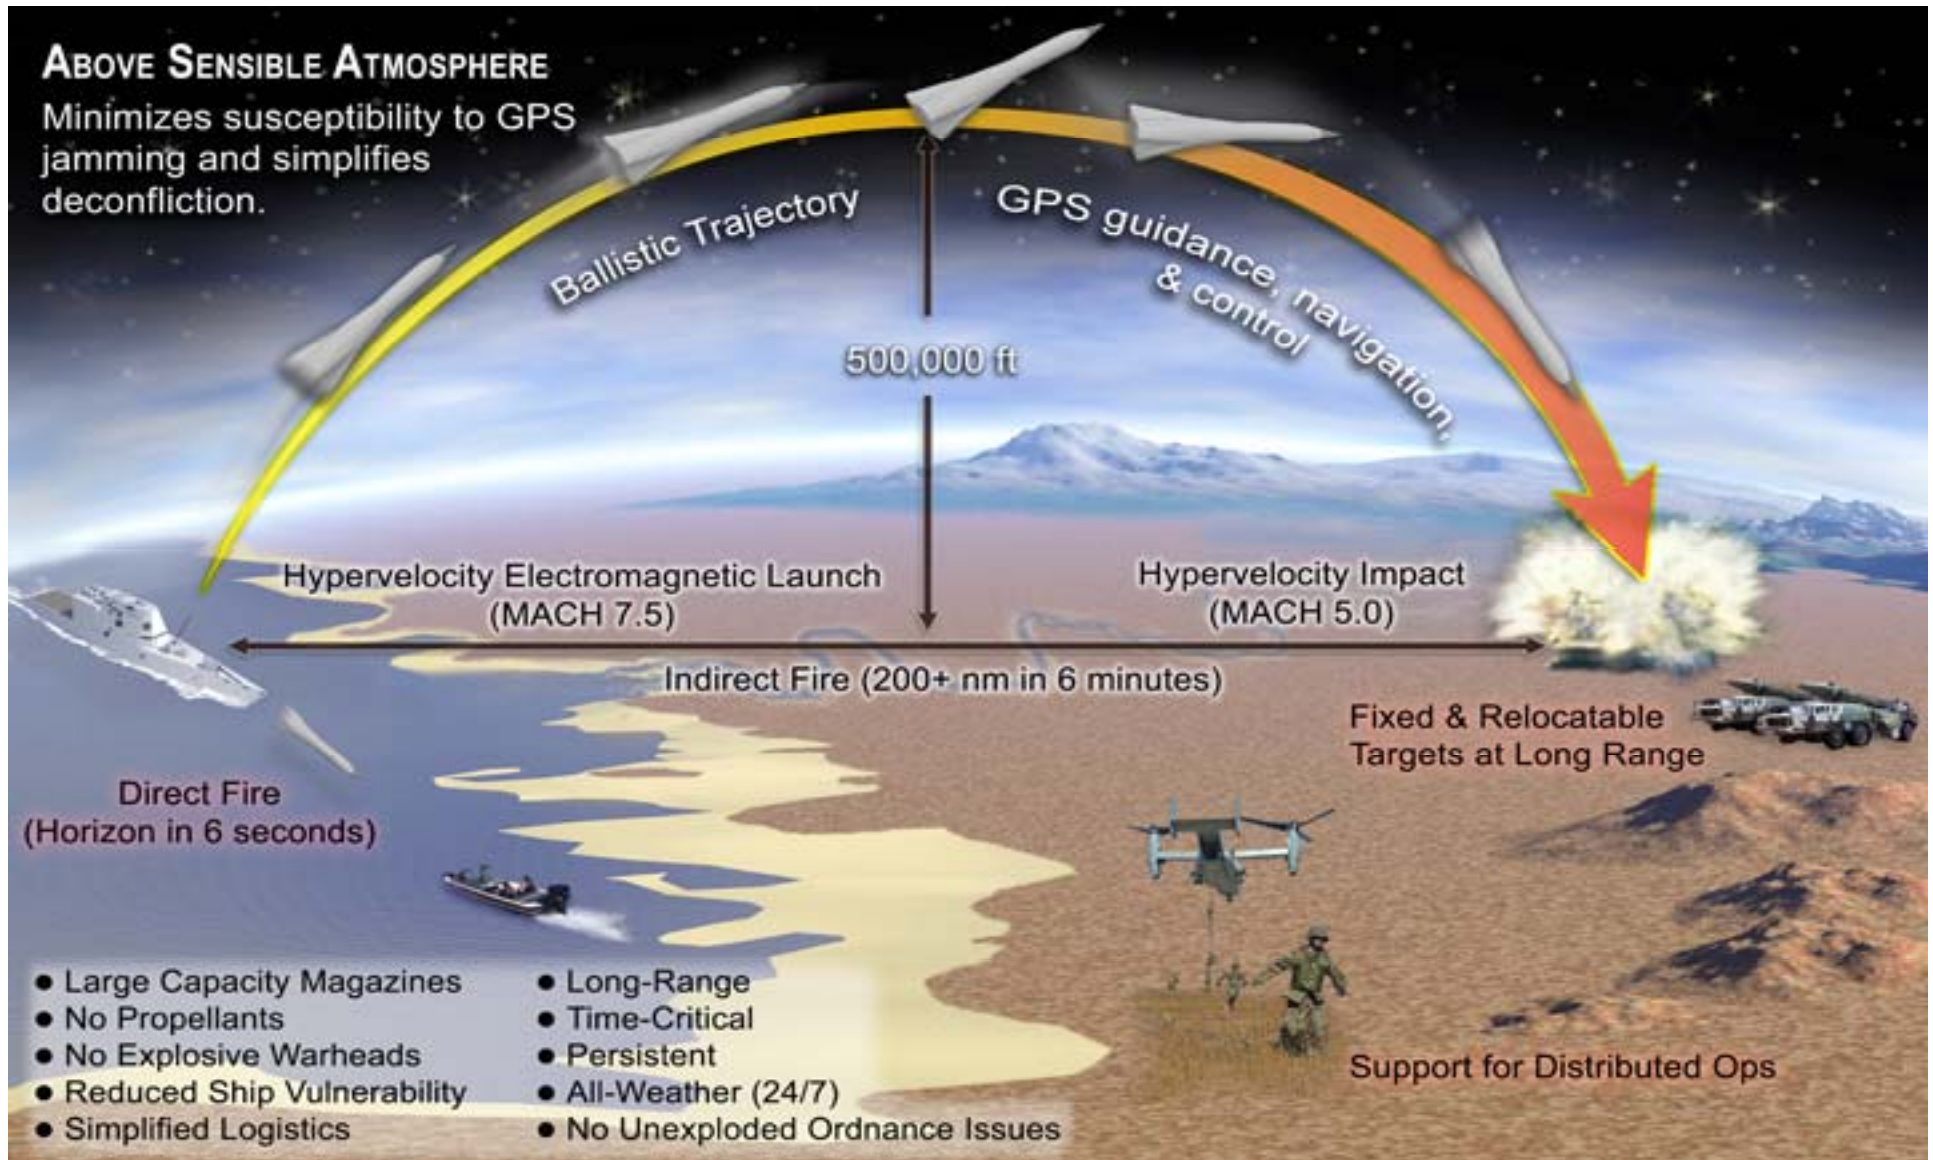 ABOVE SENSIBLE ATMOSPHERE
Minimizes susceptibility to GPS
jamming and simplifies
deconfliction.
Ballistic Trajectory
GPS guidance, navigation,
& control
500,000 ft
Hypervelocity Electromagnetic Launch
(MACH 7.5)
Hypervelocity Impact
(MACH 5.0)
Indirect Fire (200+ nm in 6 minutes)
Fixed & Relocatable
Targets at Long Range
Direct Fire
(Horizon in 6 seconds)
● Large Capacity Magazines
● No Propellants
● No Explosive Warheads
● Reduced Ship Vulnerability
● Simplified Logistics
● Long-Range
● Time-Critical
● Persistent
● All-Weather (24/7)
● No Unexploded Ordnance Issues
Support for Distributed Ops